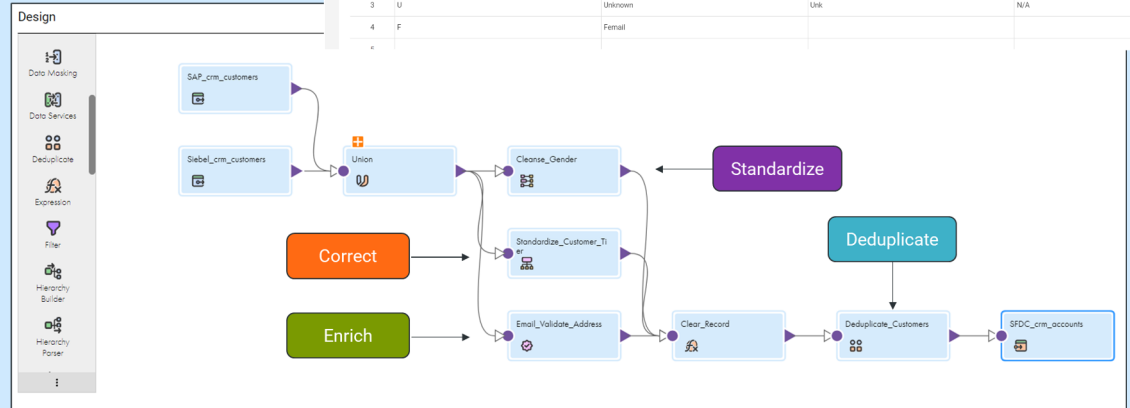 Design
3 U Unknown Unk N/A
4 F Femail
Data Masking
Data Services
Deduplicate
Expression
Filter
Hierarchy
Builder
Hierarchy
Parser
SAP_crm_customers
Siebel_crm_customers
Union
Cleanse_Gender
Standardize
Standardize_Customer_Ti
er
Correct
Deduplicate
Enrich
Email_Validate_Address
Clear_Record
Deduplicate_Customers
SFDC_crm_accounts